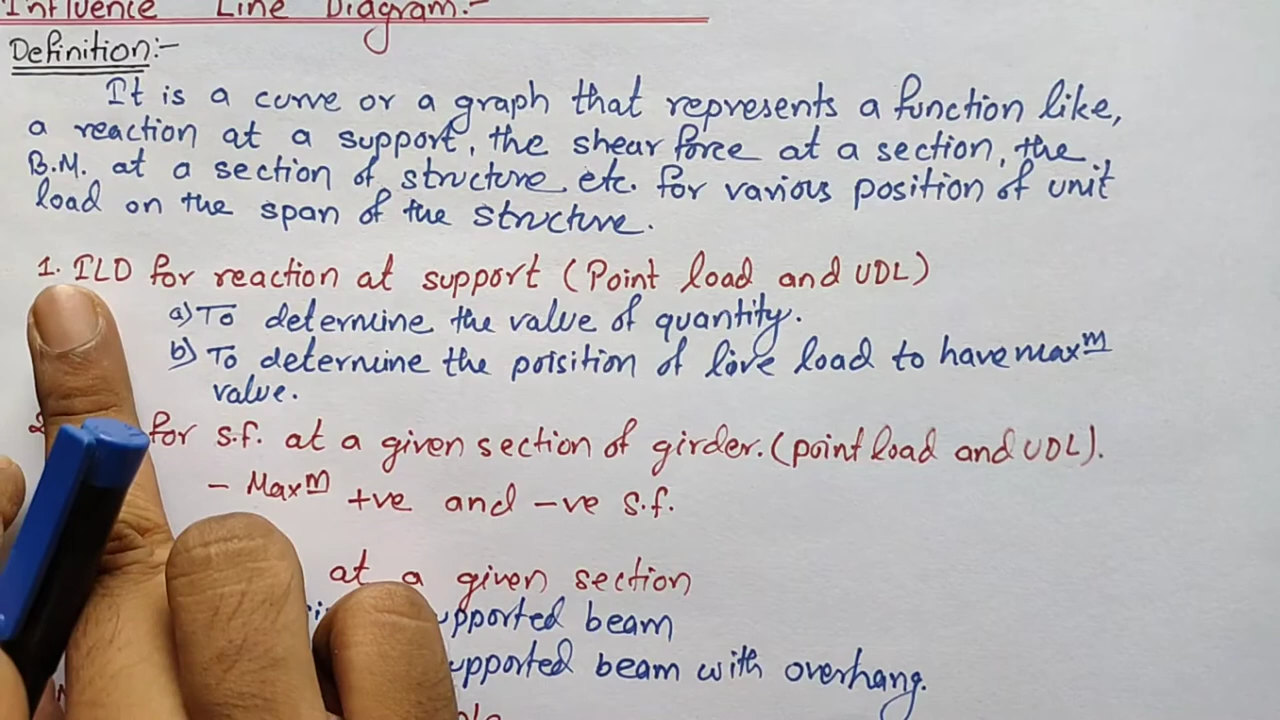 Influence Line Diagram:-
Definition:-
It is a curve or a graph that represents a function like,
a reaction at a support, the shear force at a section, the
B.M. at a section of structure etc. for various position of unit
load on the span of the structure.
1. ILD for reaction at support (Point load and UDL)
a) To determine the value of quantity.
b) To determine the poisition of live load to have maxᵐ
value.
for s.f. at a given section of girder. (point load and UDL).
- Maxᵐ +ve and -ve s.f.
at a given section
upported beam
upported beam with overhang.